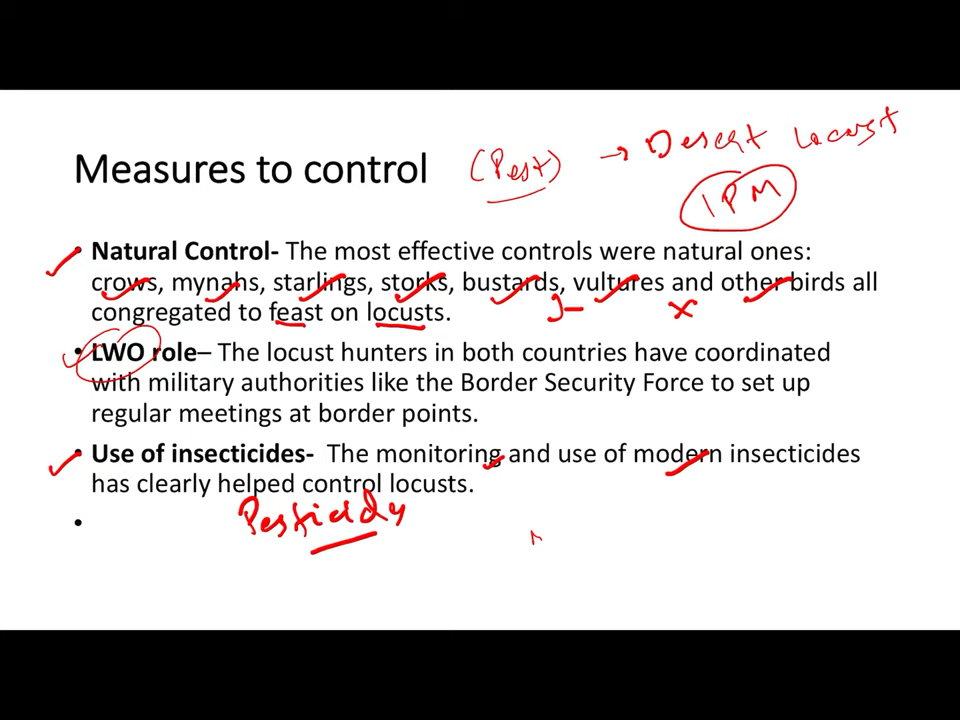 Measures to control (Pest) → Desert locust
IPM
• Natural Control- The most effective controls were natural ones:
crows, mynahs, starlings, storks, bustards, vultures and other birds all
congregated to feast on locusts.
• LWO role– The locust hunters in both countries have coordinated
with military authorities like the Border Security Force to set up
regular meetings at border points.
• Use of insecticides-  The monitoring and use of modern insecticides
has clearly helped control locusts.
•